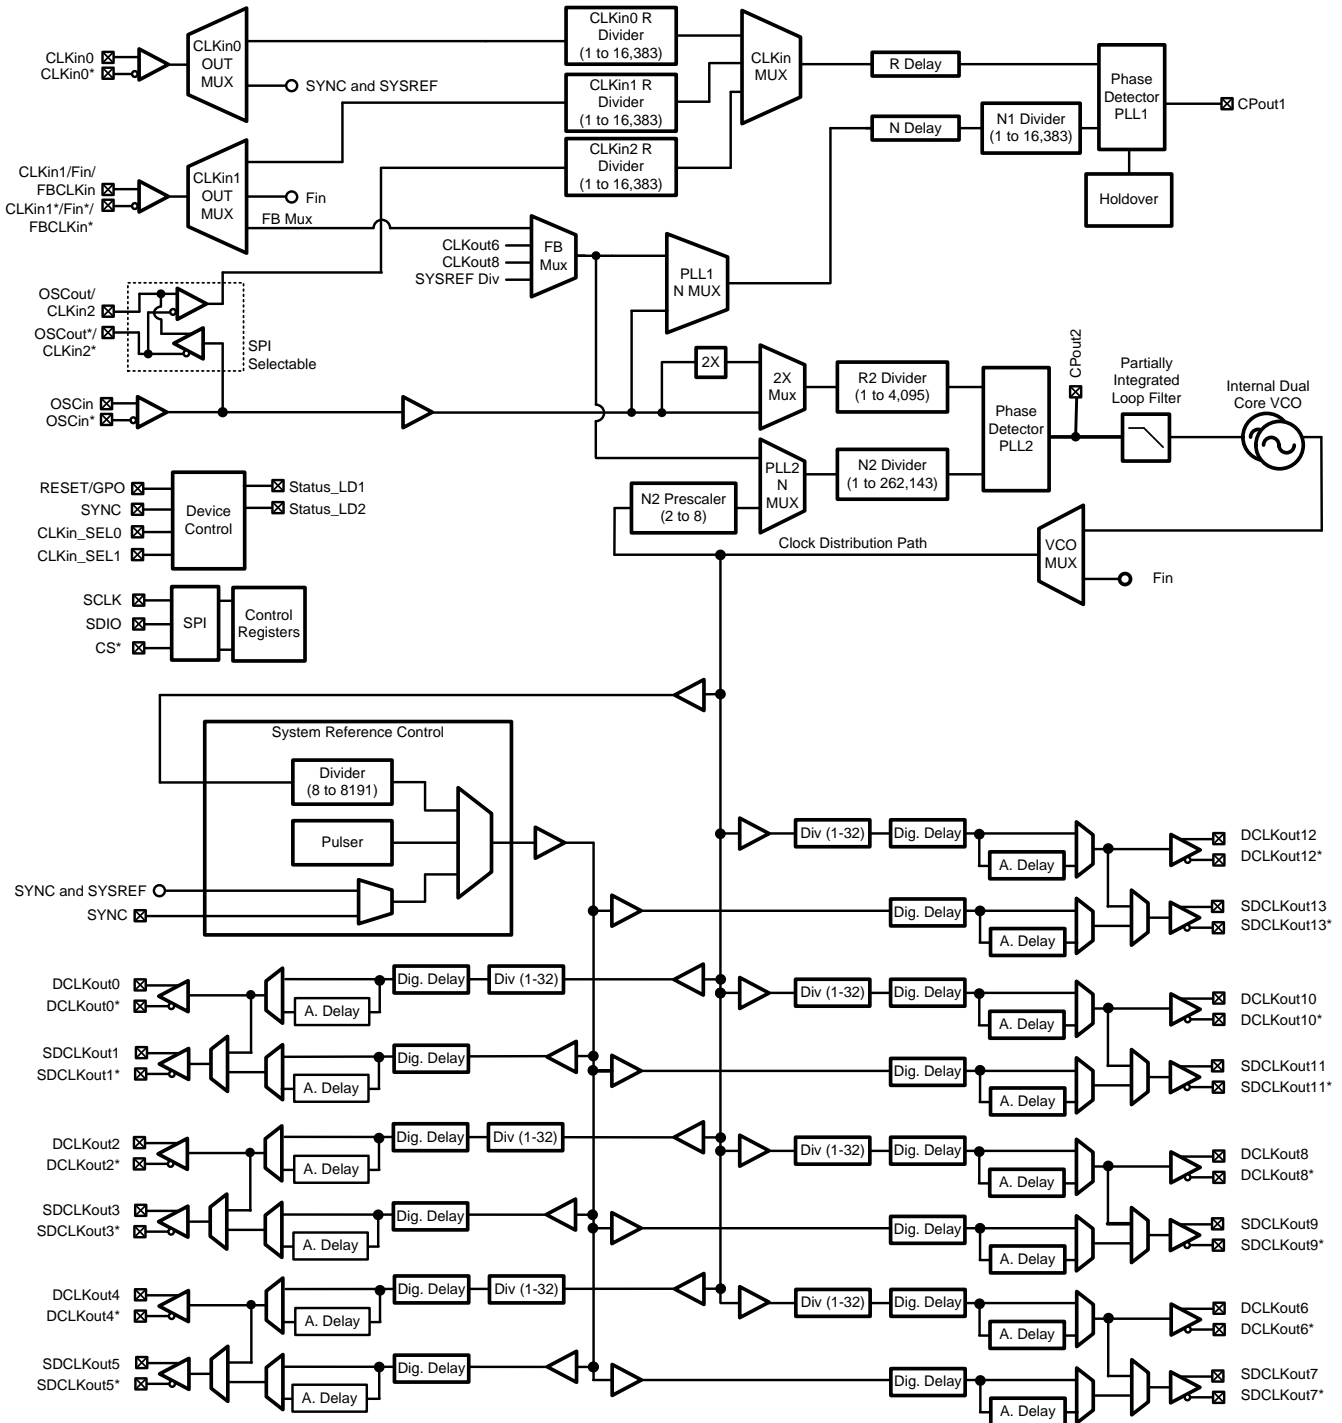 CLKin0
CLKin0*
CLKin0
OUT
MUX
SYNC and SYSREF
CLKin0 R
Divider
(1 to 16,383)
CLKin1 R
Divider
(1 to 16,383)
CLKin2 R
Divider
(1 to 16,383)
CLKin
MUX
R Delay
N Delay
N1 Divider
(1 to 16,383)
Phase
Detector
PLL1
CPout1
Holdover
CLKin1/Fin/
FBCLKin
CLKin1*/Fin*/
FBCLKin*
CLKin1
OUT
MUX
Fin
FB Mux
CLKout6
CLKout8
SYSREF Div
FB
Mux
PLL1
N MUX
OSCout/
CLKin2
OSCout*/
CLKin2*
SPI
Selectable
OSCin
OSCin*
2X
2X
Mux
R2 Divider
(1 to 4,095)
Phase
Detector
PLL2
CPout2
Partially
Integrated
Loop Filter
Internal Dual
Core VCO
PLL2
N
MUX
N2 Divider
(1 to 262,143)
N2 Prescaler
(2 to 8)
Clock Distribution Path
VCO
MUX
Fin
RESET/GPO
SYNC
CLKin_SEL0
CLKin_SEL1
Device
Control
Status_LD1
Status_LD2
SCLK
SDIO
CS*
SPI
Control
Registers
System Reference Control
Divider
(8 to 8191)
Pulser
SYNC and SYSREF
SYNC
Div (1-32)
Dig. Delay
A. Delay
DCLKout12
DCLKout12*
Dig. Delay
A. Delay
SDCLKout13
SDCLKout13*
DCLKout0
DCLKout0*
A. Delay
Dig. Delay
Div (1-32)
Div (1-32)
Dig. Delay
A. Delay
DCLKout10
DCLKout10*
SDCLKout1
SDCLKout1*
A. Delay
Dig. Delay
Dig. Delay
A. Delay
SDCLKout11
SDCLKout11*
DCLKout2
DCLKout2*
A. Delay
Dig. Delay
Div (1-32)
Div (1-32)
Dig. Delay
A. Delay
DCLKout8
DCLKout8*
SDCLKout3
SDCLKout3*
A. Delay
Dig. Delay
Dig. Delay
A. Delay
SDCLKout9
SDCLKout9*
DCLKout4
DCLKout4*
A. Delay
Dig. Delay
Div (1-32)
Div (1-32)
Dig. Delay
A. Delay
DCLKout6
DCLKout6*
SDCLKout5
SDCLKout5*
A. Delay
Dig. Delay
Dig. Delay
A. Delay
SDCLKout7
SDCLKout7*